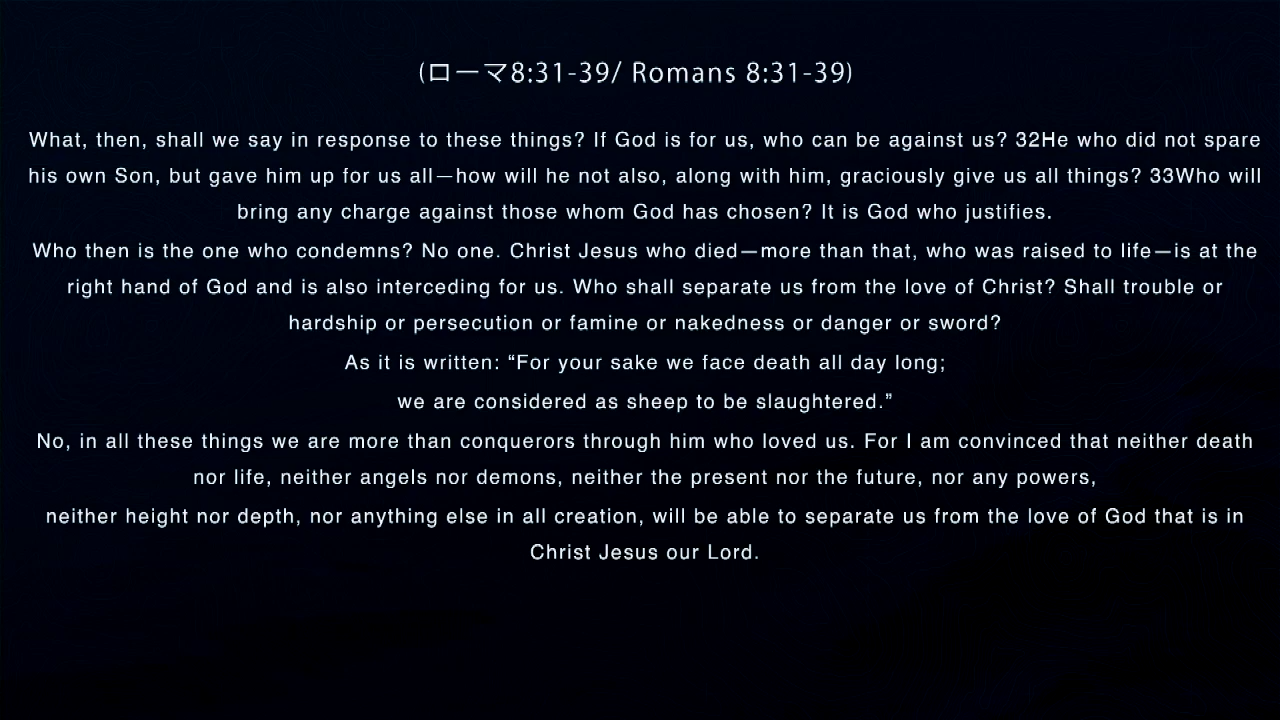 (ローマ8:31-39/ Romans 8:31-39)
What, then, shall we say in response to these things? If God is for us, who can be against us? 32He who did not spare
his own Son, but gave him up for us all—how will he not also, along with him, graciously give us all things? 33Who will
bring any charge against those whom God has chosen? It is God who justifies.
Who then is the one who condemns? No one. Christ Jesus who died—more than that, who was raised to life—is at the
right hand of God and is also interceding for us. Who shall separate us from the love of Christ? Shall trouble or
hardship or persecution or famine or nakedness or danger or sword?
As it is written: “For your sake we face death all day long;
we are considered as sheep to be slaughtered.”
No, in all these things we are more than conquerors through him who loved us. For I am convinced that neither death
nor life, neither angels nor demons, neither the present nor the future, nor any powers,
neither height nor depth, nor anything else in all creation, will be able to separate us from the love of God that is in
Christ Jesus our Lord.